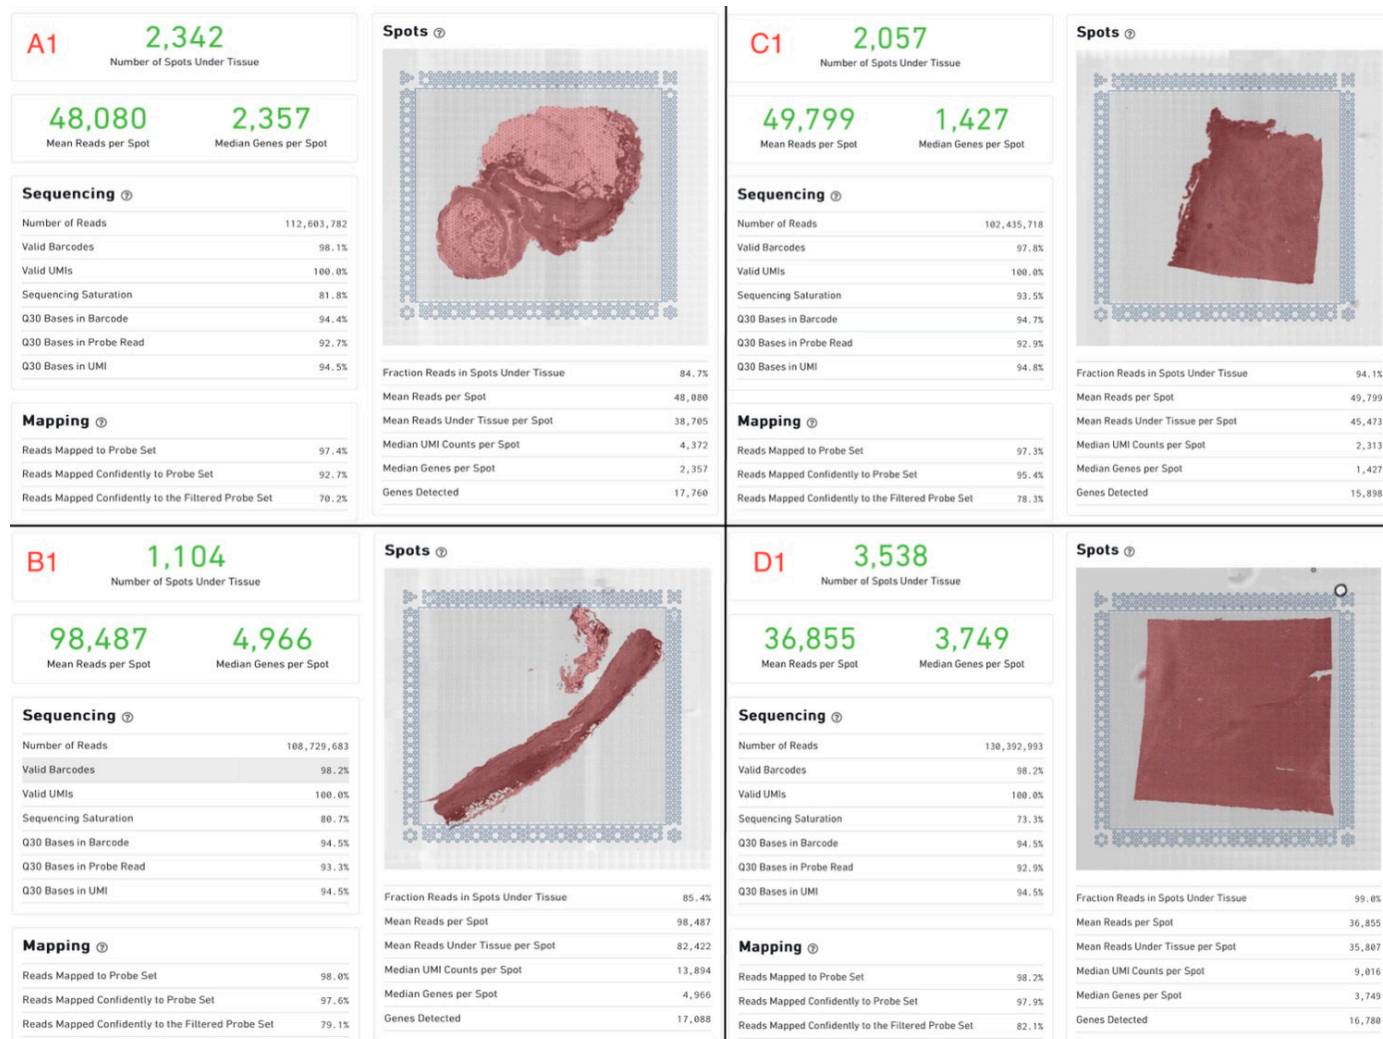 A1
2,342
Number of Spots Under Tissue
48,080 2,357
Mean Reads per Spot Median Genes per Spot
Sequencing ?
Number of Reads 112,603,782
Valid Barcodes 98.1%
Valid UMIs 100.0%
Sequencing Saturation 81.8%
Q30 Bases in Barcode 94.4%
Q30 Bases in Probe Read 92.7%
Q30 Bases in UMI 94.5%
Mapping ?
Reads Mapped to Probe Set 97.4%
Reads Mapped Confidently to Probe Set 92.7%
Reads Mapped Confidently to the Filtered Probe Set 70.2%
Spots ?
Fraction Reads in Spots Under Tissue 84.7%
Mean Reads per Spot 48,080
Mean Reads Under Tissue per Spot 38,705
Median UMI Counts per Spot 4,372
Median Genes per Spot 2,357
Genes Detected 17,760
C1
2,057
Number of Spots Under Tissue
49,799 1,427
Mean Reads per Spot Median Genes per Spot
Sequencing ?
Number of Reads 102,435,718
Valid Barcodes 97.8%
Valid UMIs 100.0%
Sequencing Saturation 93.5%
Q30 Bases in Barcode 94.7%
Q30 Bases in Probe Read 92.9%
Q30 Bases in UMI 94.8%
Mapping ?
Reads Mapped to Probe Set 97.3%
Reads Mapped Confidently to Probe Set 95.4%
Reads Mapped Confidently to the Filtered Probe Set 78.3%
Spots ?
Fraction Reads in Spots Under Tissue 94.1%
Mean Reads per Spot 49,799
Mean Reads Under Tissue per Spot 45,473
Median UMI Counts per Spot 2,313
Median Genes per Spot 1,427
Genes Detected 15,898
B1
1,104
Number of Spots Under Tissue
98,487 4,966
Mean Reads per Spot Median Genes per Spot
Sequencing ?
Number of Reads 108,729,683
Valid Barcodes 98.2%
Valid UMIs 100.0%
Sequencing Saturation 80.7%
Q30 Bases in Barcode 94.5%
Q30 Bases in Probe Read 93.3%
Q30 Bases in UMI 94.5%
Mapping ?
Reads Mapped to Probe Set 98.0%
Reads Mapped Confidently to Probe Set 97.6%
Reads Mapped Confidently to the Filtered Probe Set 79.1%
Spots ?
Fraction Reads in Spots Under Tissue 85.4%
Mean Reads per Spot 98,487
Mean Reads Under Tissue per Spot 82,422
Median UMI Counts per Spot 13,894
Median Genes per Spot 4,966
Genes Detected 17,088
D1
3,538
Number of Spots Under Tissue
36,855 3,749
Mean Reads per Spot Median Genes per Spot
Sequencing ?
Number of Reads 130,392,993
Valid Barcodes 98.2%
Valid UMIs 100.0%
Sequencing Saturation 73.3%
Q30 Bases in Barcode 94.5%
Q30 Bases in Probe Read 92.9%
Q30 Bases in UMI 94.5%
Mapping ?
Reads Mapped to Probe Set 98.2%
Reads Mapped Confidently to Probe Set 97.9%
Reads Mapped Confidently to the Filtered Probe Set 82.1%
Spots ?
Fraction Reads in Spots Under Tissue 99.0%
Mean Reads per Spot 36,855
Mean Reads Under Tissue per Spot 35,807
Median UMI Counts per Spot 9,016
Median Genes per Spot 3,749
Genes Detected 16,780